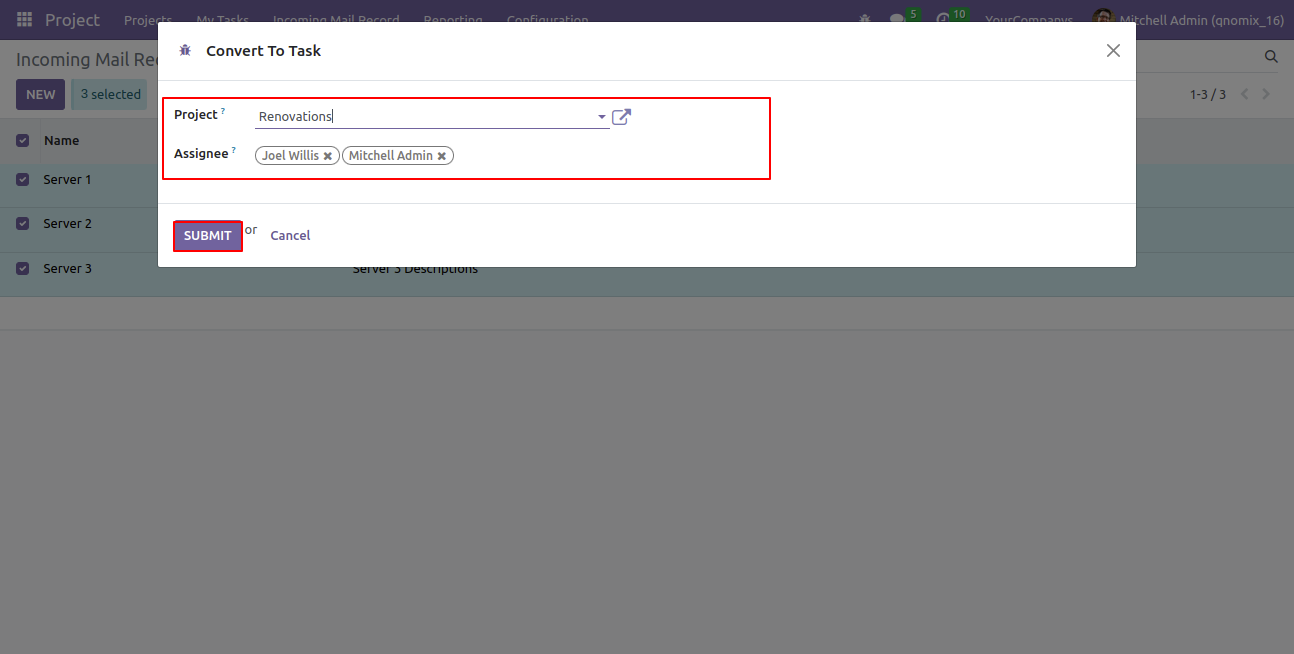 Project Projects My Tasks Incoming Mail Record Reporting Configuration 5 10 YourCompanys Mitchell Admin (qnomix_16)
Convert To Task
Incoming Mail Rec
NEW 3 selected
1-3 / 3
Project ? Renovations
Assignee ? Joel Willis Mitchell Admin
Name
Server 1
Server 2
SUBMIT or Cancel
Server 3 Server 3 Descriptions